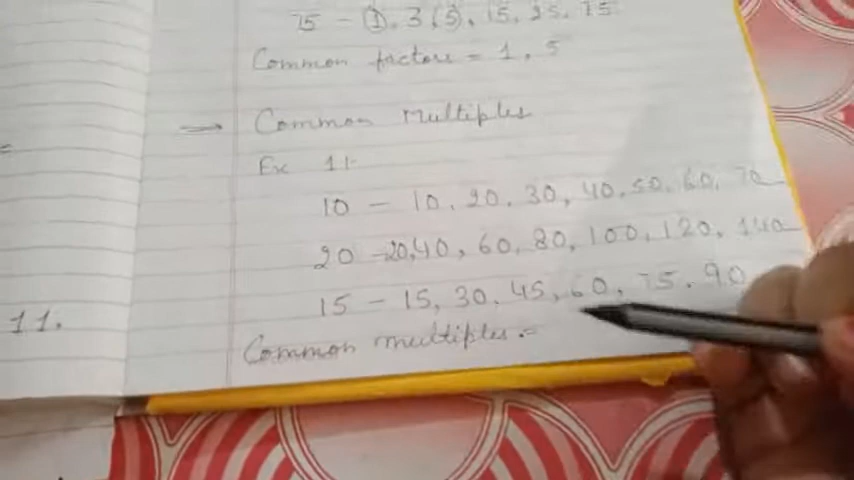 75 - 1, 3, 5, 15, 25, 75
Common factors = 1, 5
→ Common Multiples
Ex 1:-
10 - 10, 20, 30, 40, 50, 60, 70
20 - 20, 40, 60, 80, 100, 120, 140
11.
15 - 15, 30, 45, 60, 75, 90
Common multiples =